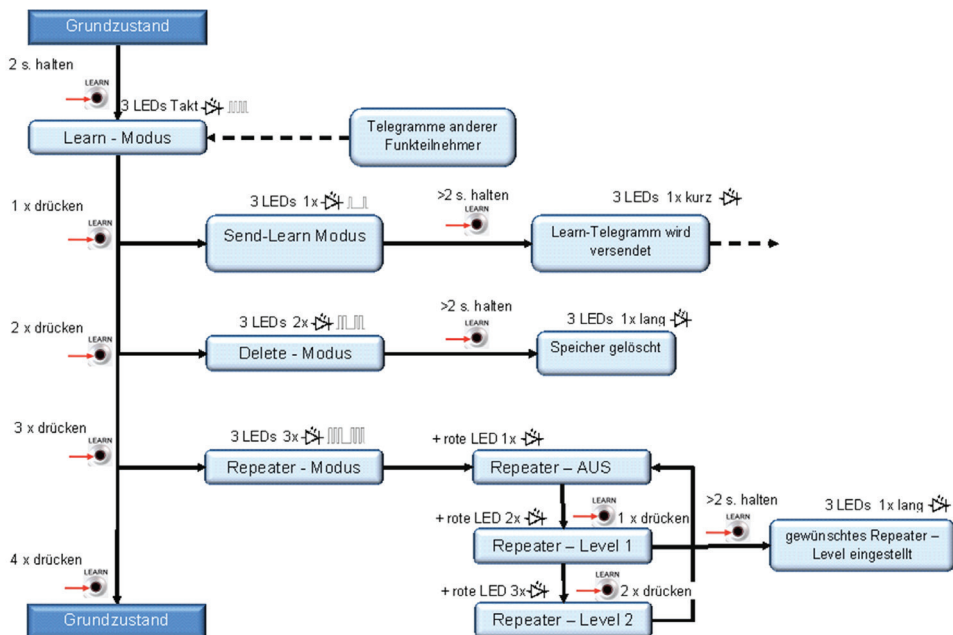 Grundzustand
2 s. halten
LEARN
3 LEDs Takt
Learn - Modus
Telegramme anderer
Funkteilnehmer
1 x drücken
LEARN
3 LEDs 1x
Send-Learn Modus
>2 s. halten
LEARN
3 LEDs 1x kurz
Learn-Telegramm wird
versendet
2 x drücken
LEARN
3 LEDs 2x
Delete - Modus
>2 s. halten
LEARN
3 LEDs 1x lang
Speicher gelöscht
3 x drücken
LEARN
3 LEDs 3x
Repeater - Modus
+ rote LED 1x
Repeater – AUS
LEARN
1 x drücken
+ rote LED 2x
Repeater – Level 1
>2 s. halten
LEARN
3 LEDs 1x lang
gewünschtes Repeater –
Level eingestellt
+ rote LED 3x
LEARN
2 x drücken
Repeater – Level 2
4 x drücken
LEARN
Grundzustand